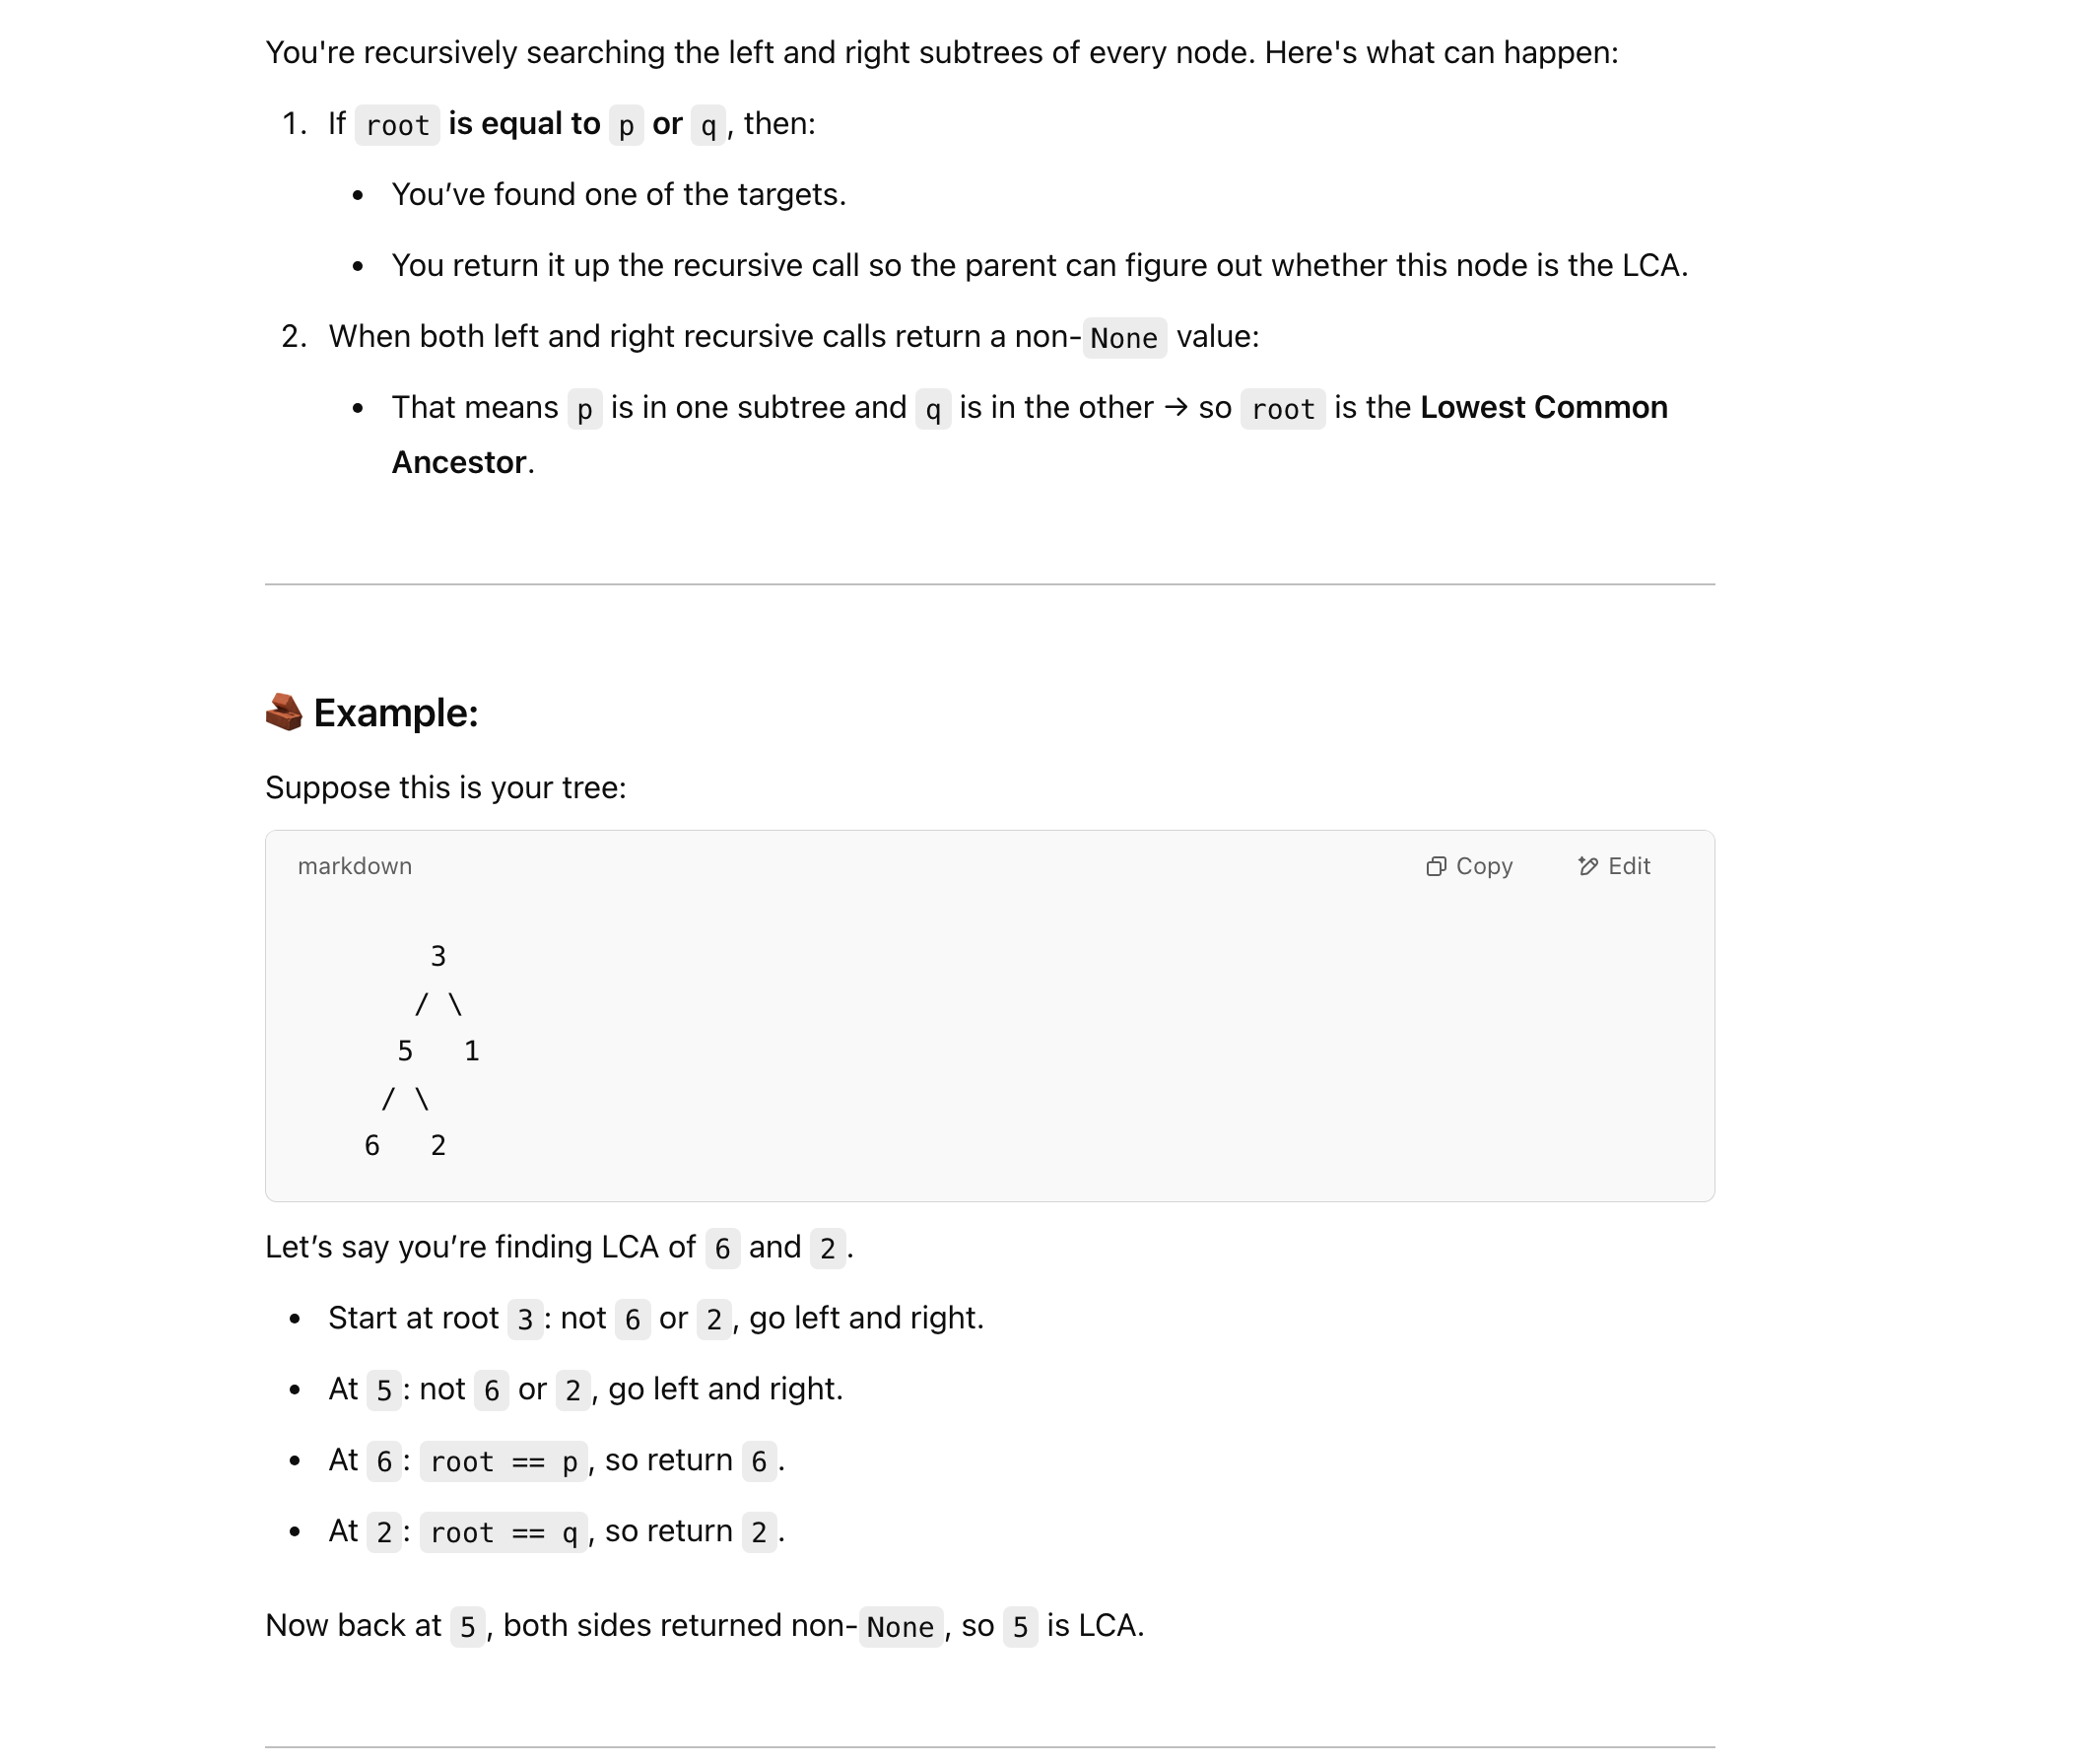 You're recursively searching the left and right subtrees of every node. Here's what can happen:
1. If root is equal to p or q, then:
• You’ve found one of the targets.
• You return it up the recursive call so the parent can figure out whether this node is the LCA.
2. When both left and right recursive calls return a non-None value:
• That means p is in one subtree and q is in the other → so root is the Lowest Common
Ancestor.
Example:
Suppose this is your tree:
markdown Copy Edit
3
/ \
5 1
/ \
6 2
Let’s say you’re finding LCA of 6 and 2.
• Start at root 3: not 6 or 2, go left and right.
• At 5: not 6 or 2, go left and right.
• At 6: root == p, so return 6.
• At 2: root == q, so return 2.
Now back at 5, both sides returned non-None, so 5 is LCA.